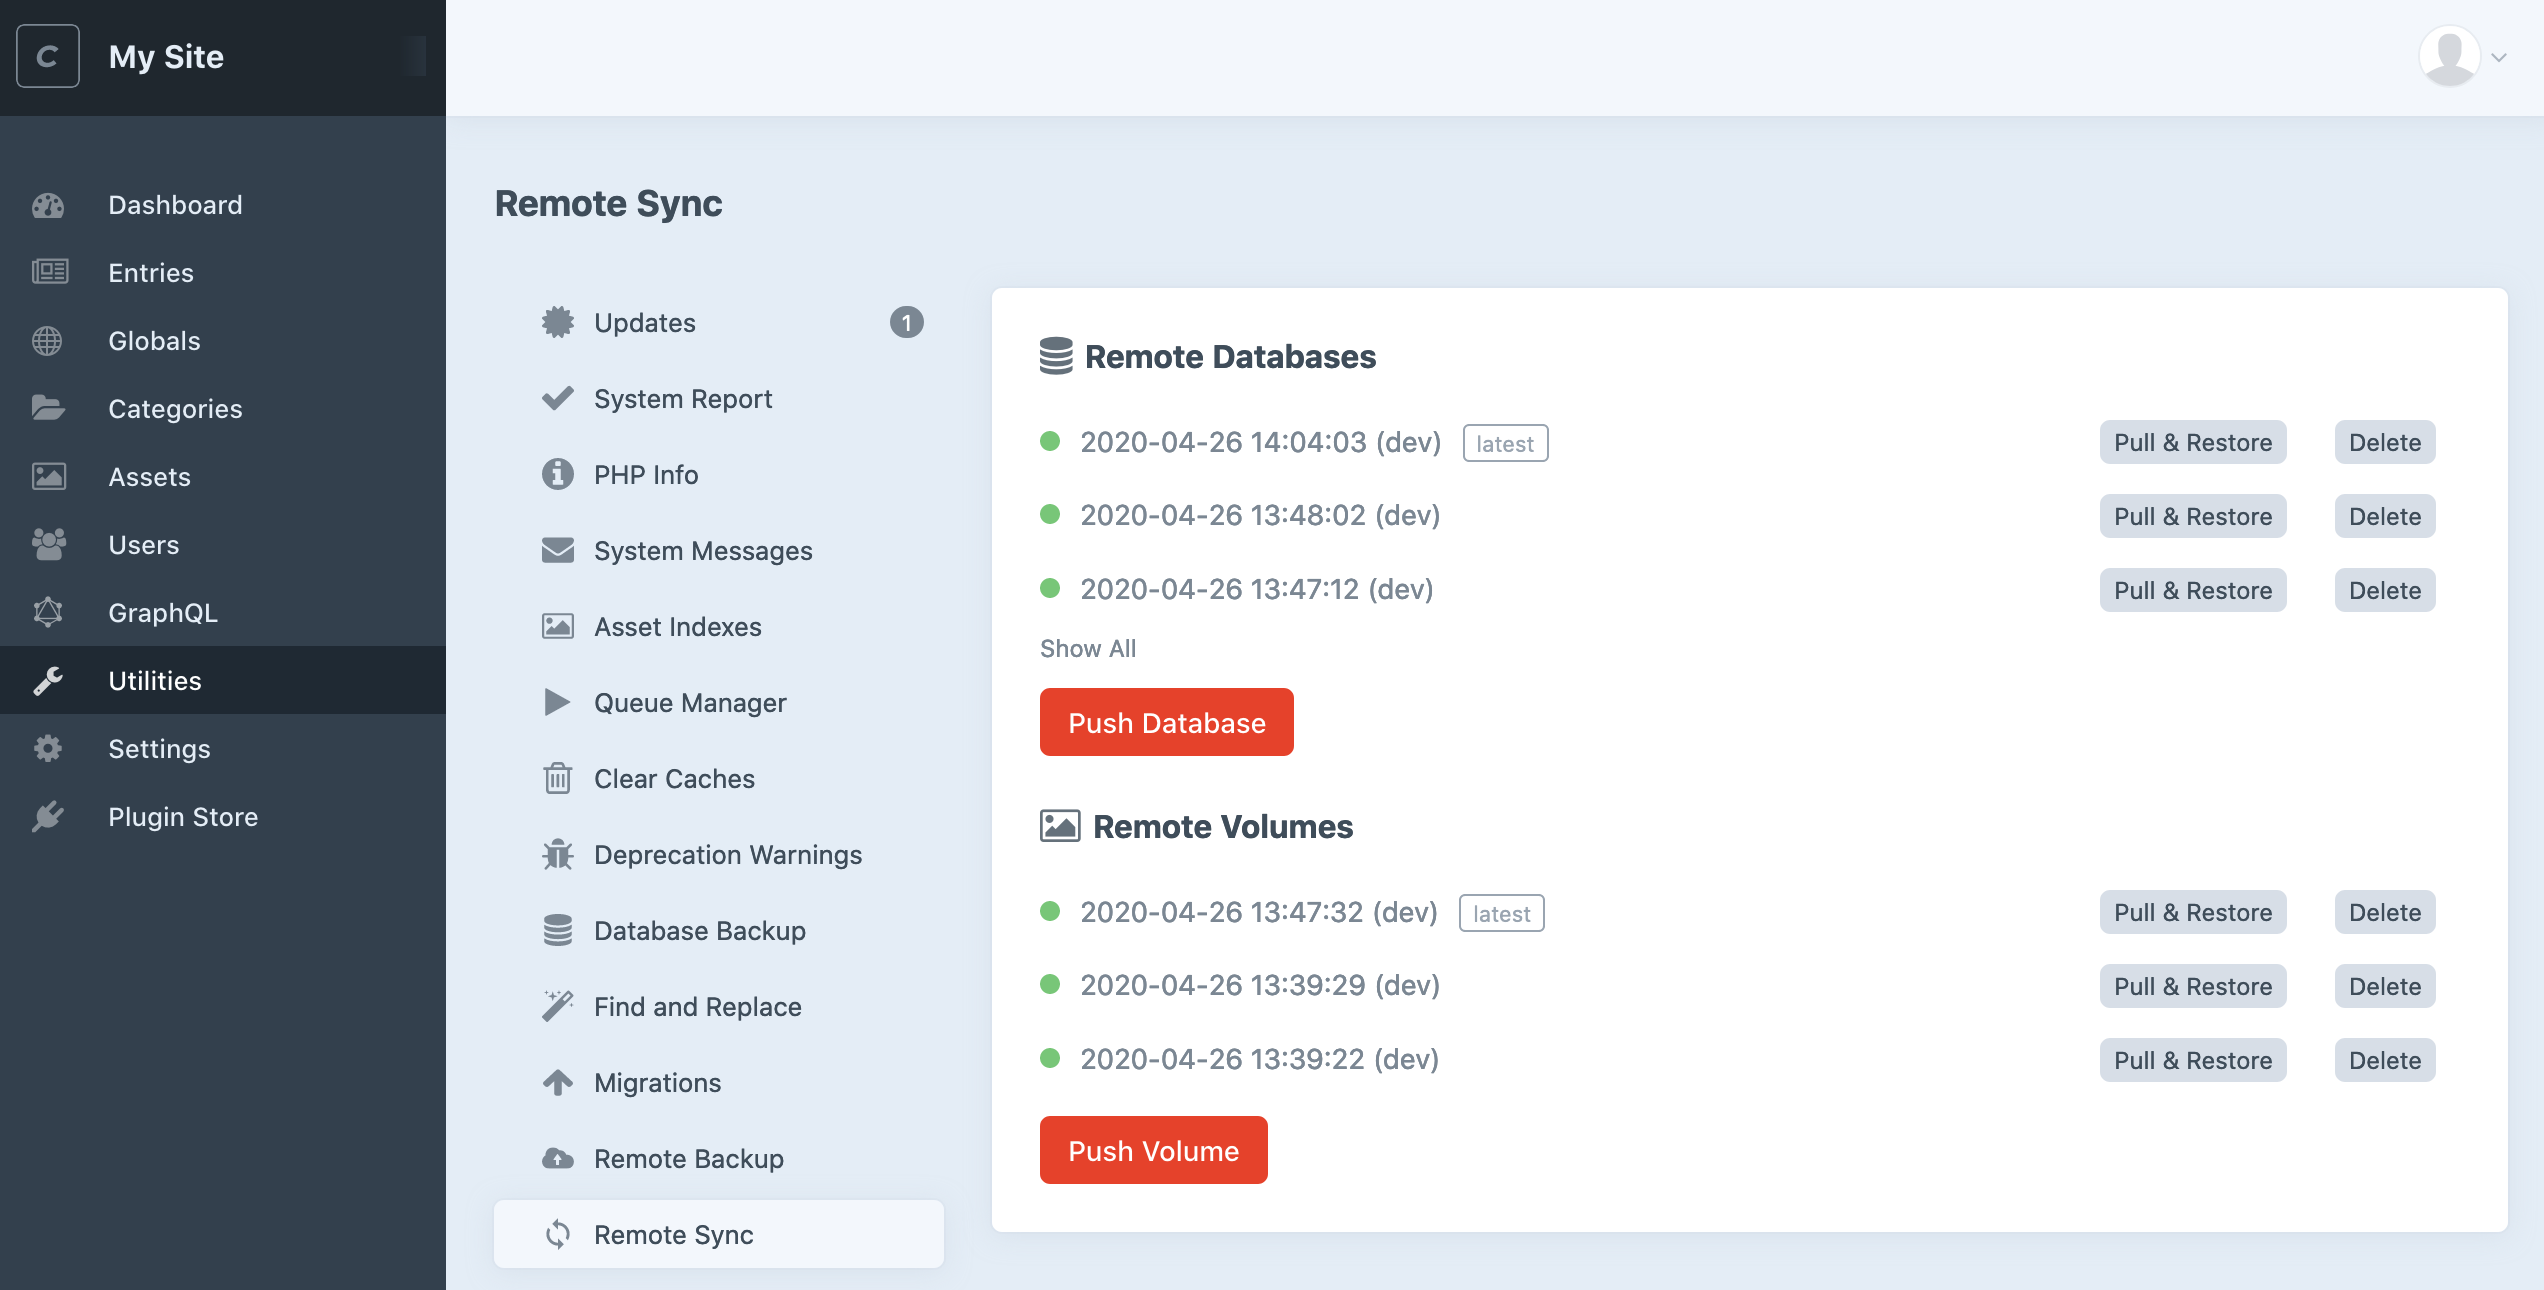 C My Site
Dashboard
Entries
Globals
Categories
Assets
Users
GraphQL
Utilities
Settings
Plugin Store
Remote Sync
Updates 1
System Report
PHP Info
System Messages
Asset Indexes
Queue Manager
Clear Caches
Deprecation Warnings
Database Backup
Find and Replace
Migrations
Remote Backup
Remote Sync
Remote Databases
2020-04-26 14:04:03 (dev) latest Pull & Restore Delete
2020-04-26 13:48:02 (dev) Pull & Restore Delete
2020-04-26 13:47:12 (dev) Pull & Restore Delete
Show All
Push Database
Remote Volumes
2020-04-26 13:47:32 (dev) latest Pull & Restore Delete
2020-04-26 13:39:29 (dev) Pull & Restore Delete
2020-04-26 13:39:22 (dev) Pull & Restore Delete
Push Volume